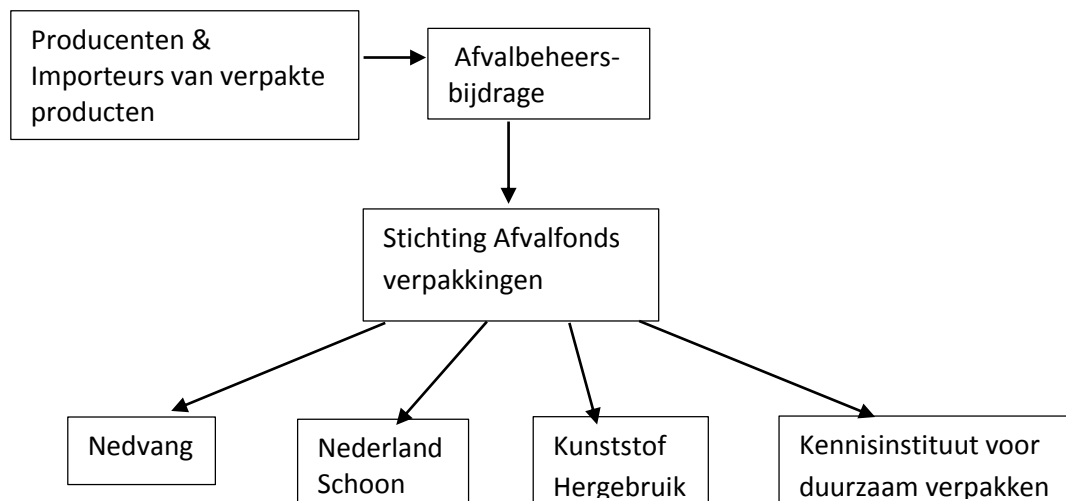 Producenten &
Importeurs van verpakte
producten
Afvalbeheers-
bijdrage
Stichting Afvalfonds
verpakkingen
Nedvang
Nederland
Schoon
Kunststof
Hergebruik
Kennisinstituut voor
duurzaam verpakken